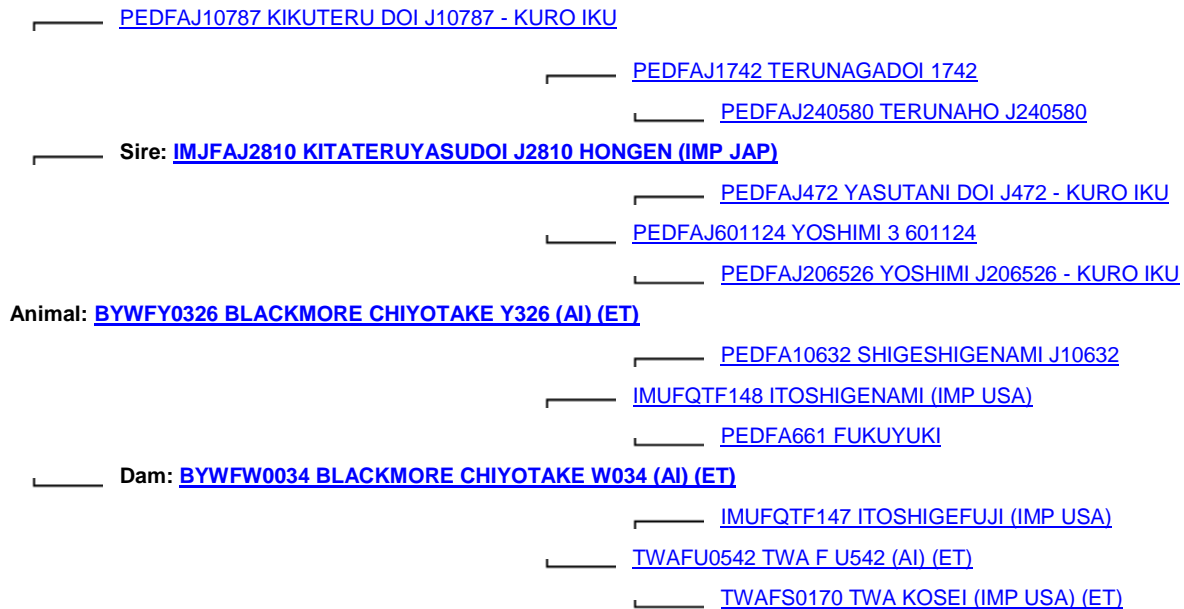 PEDFAJ10787 KIKUTERU DOI J10787 - KURO IKU
PEDFAJ1742 TERUNAGADOI 1742
PEDFAJ240580 TERUNAHO J240580
Sire: IMJFAJ2810 KITATERUYASUDOI J2810 HONGEN (IMP JAP)
PEDFAJ472 YASUTANI DOI J472 - KURO IKU
PEDFAJ601124 YOSHIMI 3 601124
PEDFAJ206526 YOSHIMI J206526 - KURO IKU
Animal: BYWFY0326 BLACKMORE CHIYOTAKE Y326 (AI) (ET)
PEDFA10632 SHIGESHIGENAMI J10632
IMUFQTF148 ITOSHIGENAMI (IMP USA)
PEDFA661 FUKUYUKI
Dam: BYWFW0034 BLACKMORE CHIYOTAKE W034 (AI) (ET)
IMUFQTF147 ITOSHIGEFUJI (IMP USA)
TWAFU0542 TWA F U542 (AI) (ET)
TWAFS0170 TWA KOSEI (IMP USA) (ET)